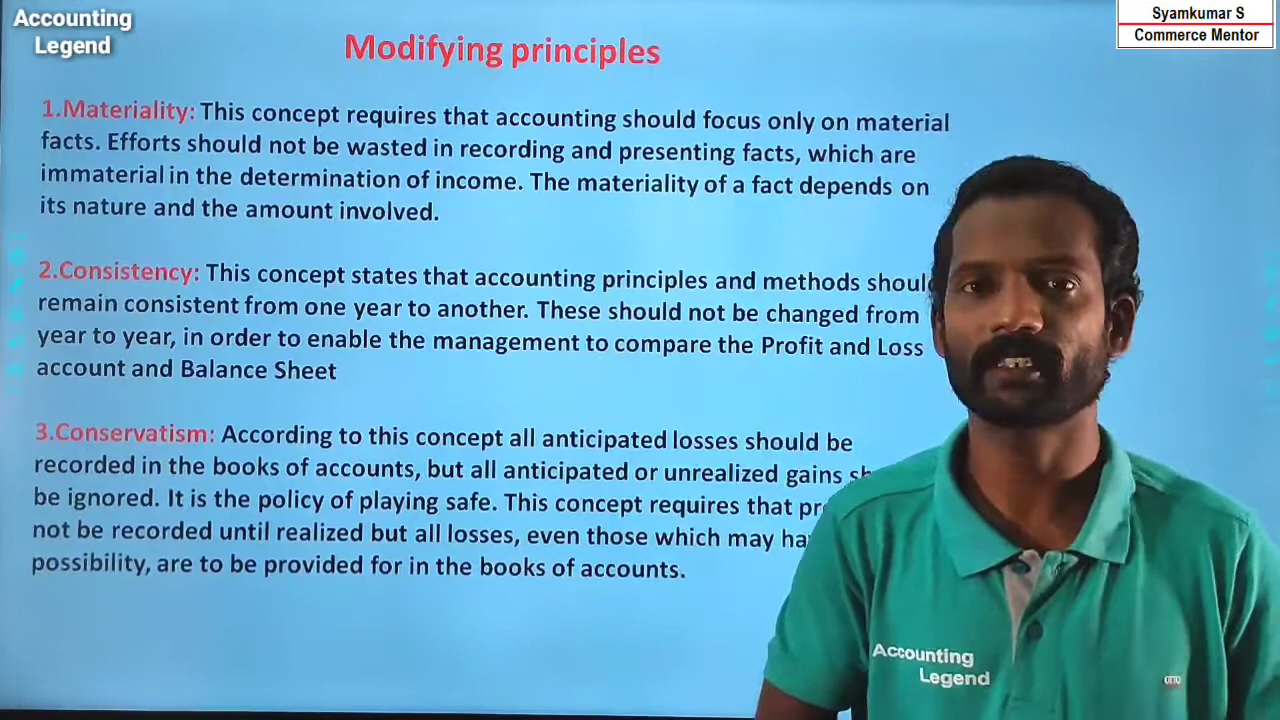 Accounting
Legend
Syamkumar S
Commerce Mentor
Modifying principles
1.Materiality: This concept requires that accounting should focus only on material
facts. Efforts should not be wasted in recording and presenting facts, which are
immaterial in the determination of income. The materiality of a fact depends on
its nature and the amount involved.
2.Consistency: This concept states that accounting principles and methods should
remain consistent from one year to another. These should not be changed from
year to year, in order to enable the management to compare the Profit and Loss
account and Balance Sheet
3.Conservatism: According to this concept all anticipated losses should be
recorded in the books of accounts, but all anticipated or unrealized gains
be ignored. It is the policy of playing safe. This concept requires that
not be recorded until realized but all losses, even those which may
possibility, are to be provided for in the books of accounts.
Accounting
Legend